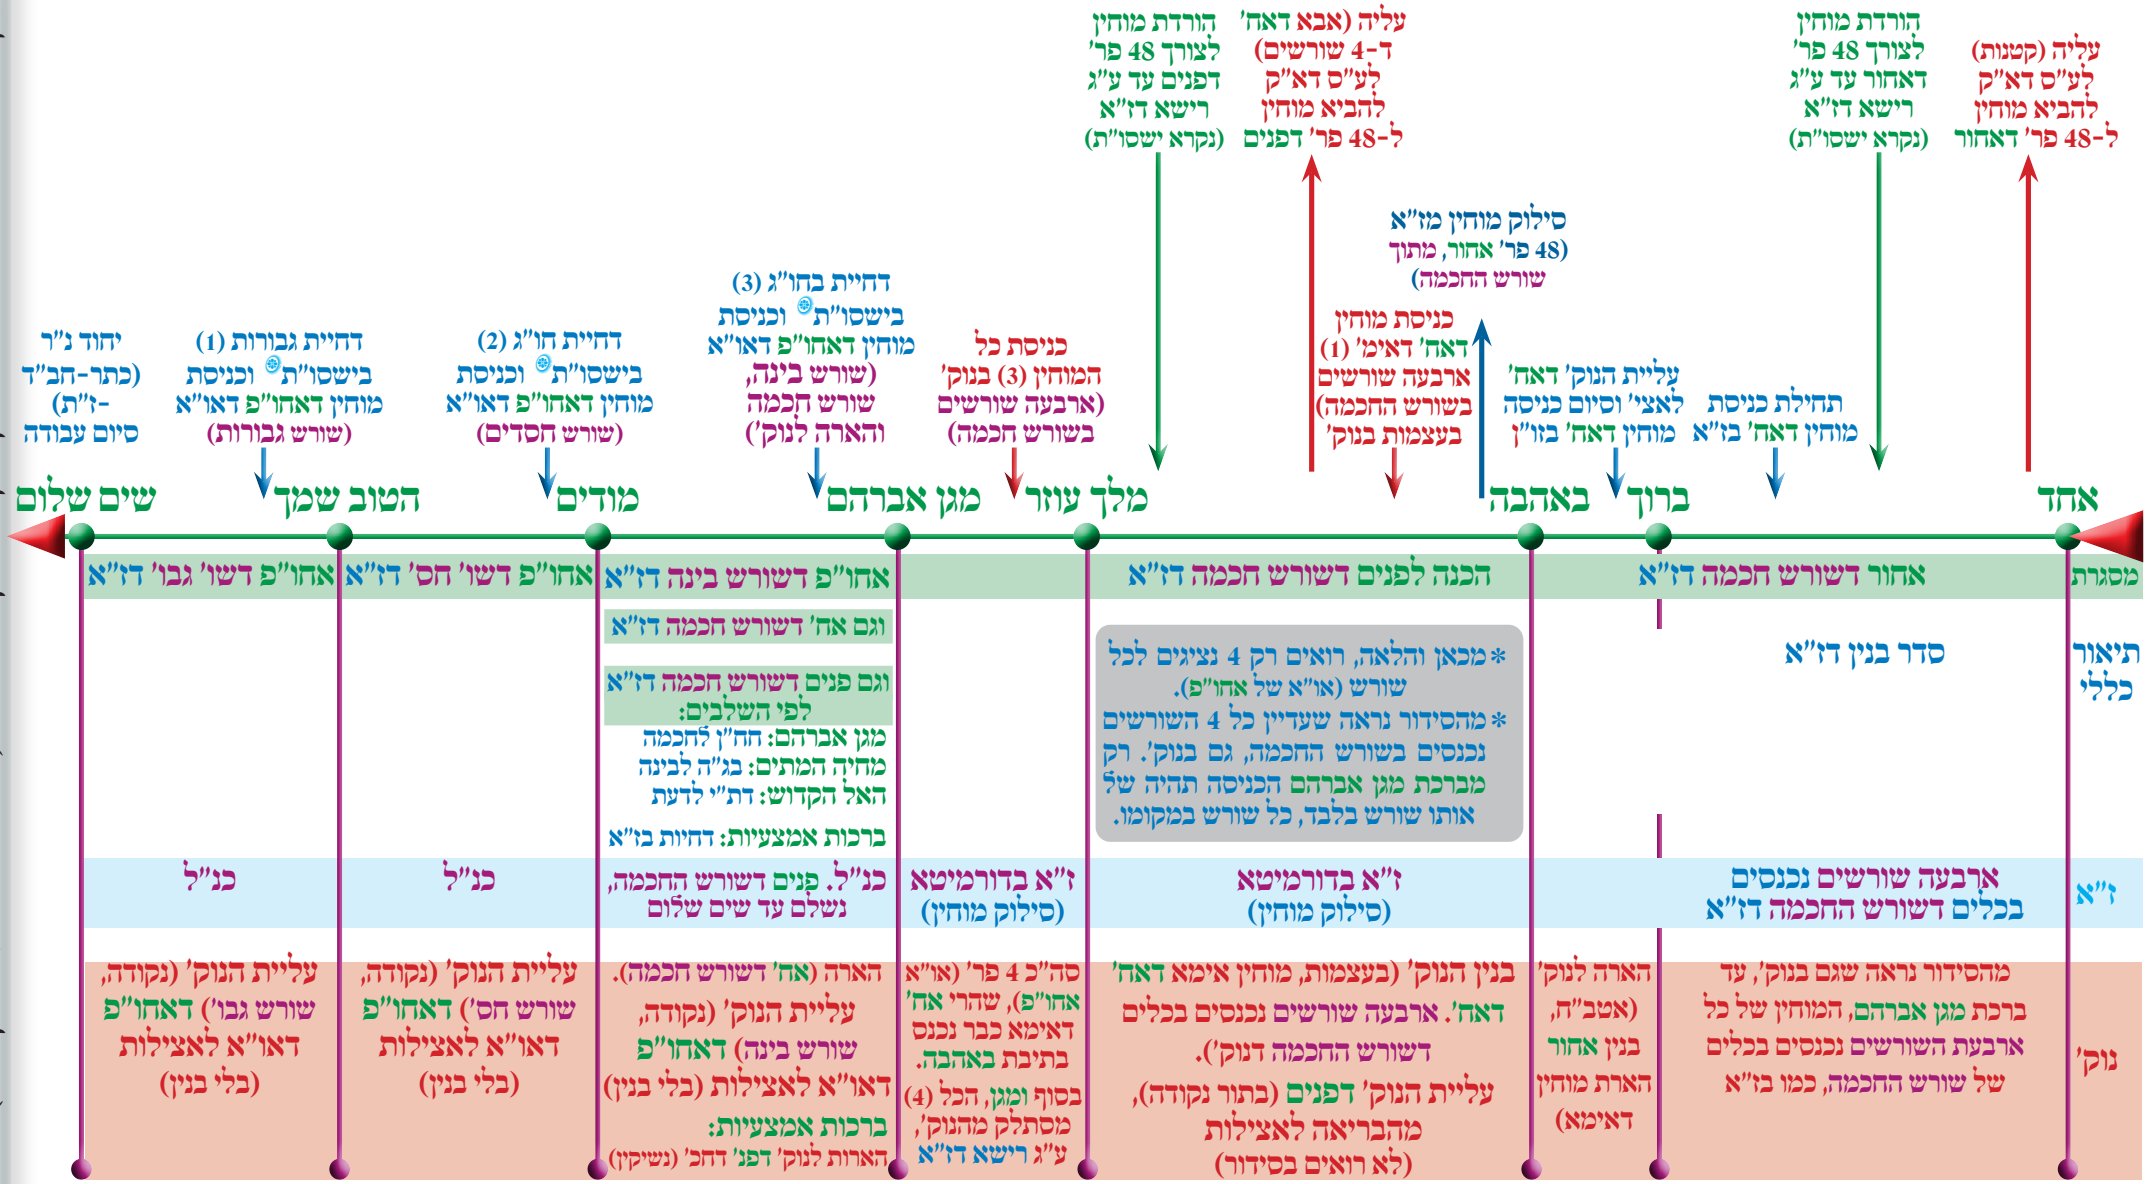 עליה (קטנות)
לע"ס דא"ק
להביא מוחין
ל-48 פר' דאחור
הורדת מוחין
לצורך 48 פר'
דאחור עד ע"ג
רישא דז"א
(נקרא ישסו"ת)
עליה (אבא דאח'
ד-4 שורשים)
לע"ס דא"ק
להביא מוחין
ל-48 פר' דפנים
הורדת מוחין
לצורך 48 פר'
דפנים עד ע"ג
רישא דז"א
(נקרא ישסו"ת)
תחילת כניסת
מוחין דאח' בז"א
עליית הנוק' דאח'
לאצי' וסיום כניסה
מוחין דאח' בזו"ן
סילוק מוחין מז"א
(48 פר' אחור, מתוך
שורש החכמה)
כניסת מוחין
דאח' דאימ' (1)
ארבעה שורשים
בשורש החכמה)
בעצמות בנוק'
כניסת כל
המוחין (3) בנוק'
(ארבעה שורשים
בשורש חכמה)
דחיית בחו"ג (3)
בישסו"ת וכניסת
מוחין דאחו"פ דאו"א
(שורש בינה,
שורש חכמה
והארה לנוק')
דחיית חו"ג (2)
בישסו"ת וכניסת
מוחין דאחו"פ דאו"א
(שורש חסדים)
דחיית גבורות (1)
בישסו"ת וכניסת
מוחין דאחו"פ דאו"א
(שורש גבורות)
יחוד נ"ר
(כתר-חב"ד
-ז"ת)
סיום עבודה
אחד
ברוך
באהבה
מלך עוזר
מגן אברהם
מודים
הטוב שמך
שים שלום
מסגרת
אחור דשורש חכמה דז"א
הכנה לפנים דשורש חכמה דז"א
אחו"פ דשורש בינה דז"א
אחו"פ דשו' חס' דז"א
אחו"פ דשו' גבו' דז"א
וגם אח' דשורש חכמה דז"א
וגם פנים דשורש חכמה דז"א
לפי השלבים:
תיאור
כללי
סדר בנין דז"א
*מכאן והלאה, רואים רק 4 נציגים לכל
שורש (או"א של אחו"פ).
*מהסידור נראה שעדיין כל 4 השורשים
נכנסים בשורש החכמה, גם בנוק'. רק
מברכת מגן אברהם הכניסה תהיה של
אותו שורש בלבד, כל שורש במקומו.
מגן אברהם: חח"ן לחכמה
מחיה המתים: בג"ה לבינה
האל הקדוש: דת"י לדעת
ברכות אמצעיות: דחיות בז"א
ז"א
ארבעה שורשים נכנסים
בכלים דשורש החכמה דז"א
ז"א בדורמיטא
(סילוק מוחין)
ז"א בדורמיטא
(סילוק מוחין)
כנ"ל. פנים דשורש החכמה,
נשלם עד שים שלום
כנ"ל
כנ"ל
נוק'
מהסידור נראה שגם בנוק', עד
ברכת מגן אברהם, המוחין של כל
ארבעת השורשים נכנסים בכלים
של שורש החכמה, כמו בז"א
הארה לנוק'
(אטב"ח,
בנין אחור
הארת מוחין
דאימא)
בנין הנוק' (בעצמות, מוחין אימא דאח'
דאח'. ארבעה שורשים נכנסים בכלים
דשורש החכמה דנוק').
עליית הנוק' דפנים (בתור נקודה),
מהבריאה לאצילות
(לא רואים בסידור)
סה"כ 4 פר' (או"א
אחו"פ), שהרי אח'
דאימא כבר נכנס
בתיבת באהבה.
בסוף ומגן, הכל (4)
מסתלק מהנוק',
ע"ג רישא דז"א
הארה (אח' דשורש חכמה).
עליית הנוק' (נקודה,
שורש בינה) דאחו"פ
דאו"א לאצילות (בלי בנין)
ברכות אמצעיות:
הארות לנוק' דפנ' דחכ' (נשיקין)
עליית הנוק' (נקודה,
שורש חס') דאחו"פ
דאו"א לאצילות
(בלי בנין)
עליית הנוק' (נקודה,
שורש גבו') דאחו"פ
דאו"א לאצילות
(בלי בנין)